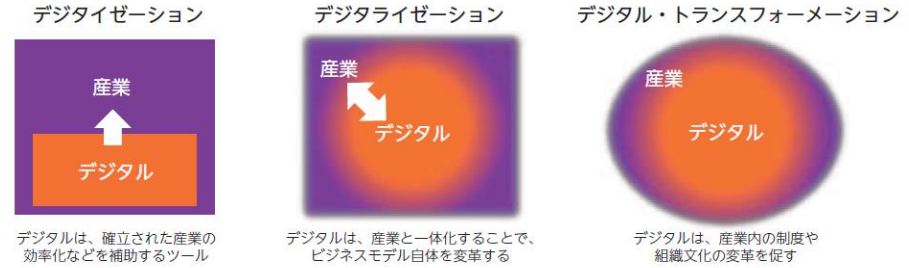 デジタイゼーション
産業
デジタル
デジタルは、確立された産業の
効率化などを補助するツール
デジタライゼーション
産業
デジタル
デジタルは、産業と一体化することで、
ビジネスモデル自体を変革する
デジタル・トランスフォーメーション
産業
デジタル
デジタルは、産業内の制度や
組織文化の変革を促す